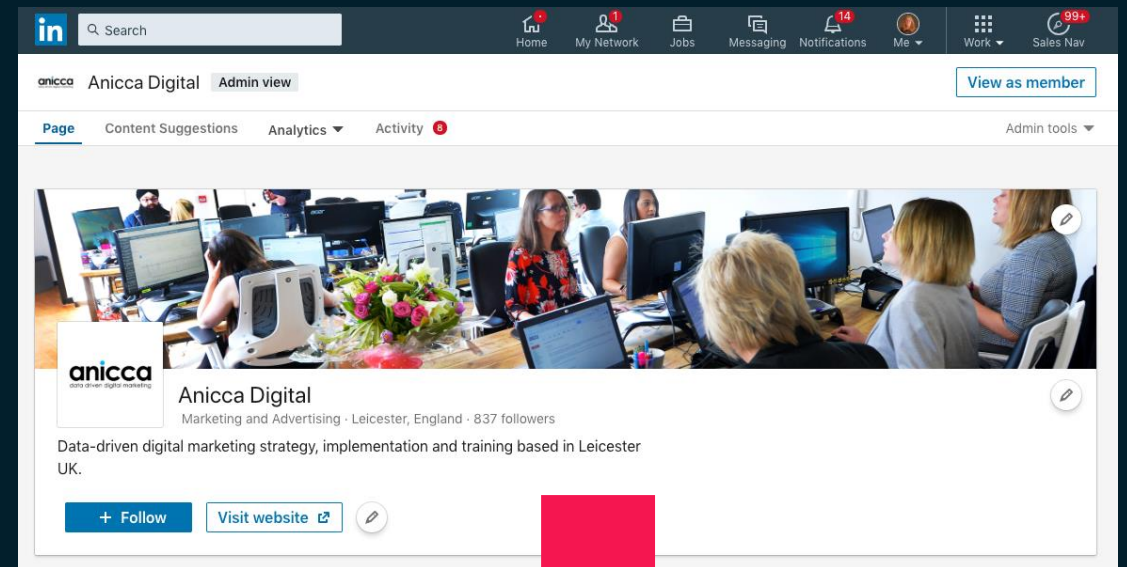 in Search
Home My Network 1 Jobs Messaging Notifications 14 Me Work Sales Nav 99+
anicca Anicca Digital Admin view View as member
Page Content Suggestions Analytics Activity 8 Admin tools
anicca
data driven digital marketing
Anicca Digital
Marketing and Advertising · Leicester, England · 837 followers
Data-driven digital marketing strategy, implementation and training based in Leicester
UK.
+ Follow Visit website